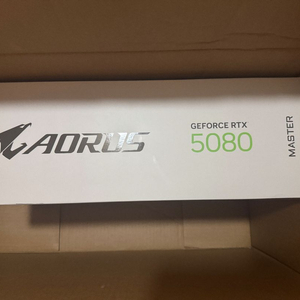 AORUS
GEFORCE RTX
5080
MASTER